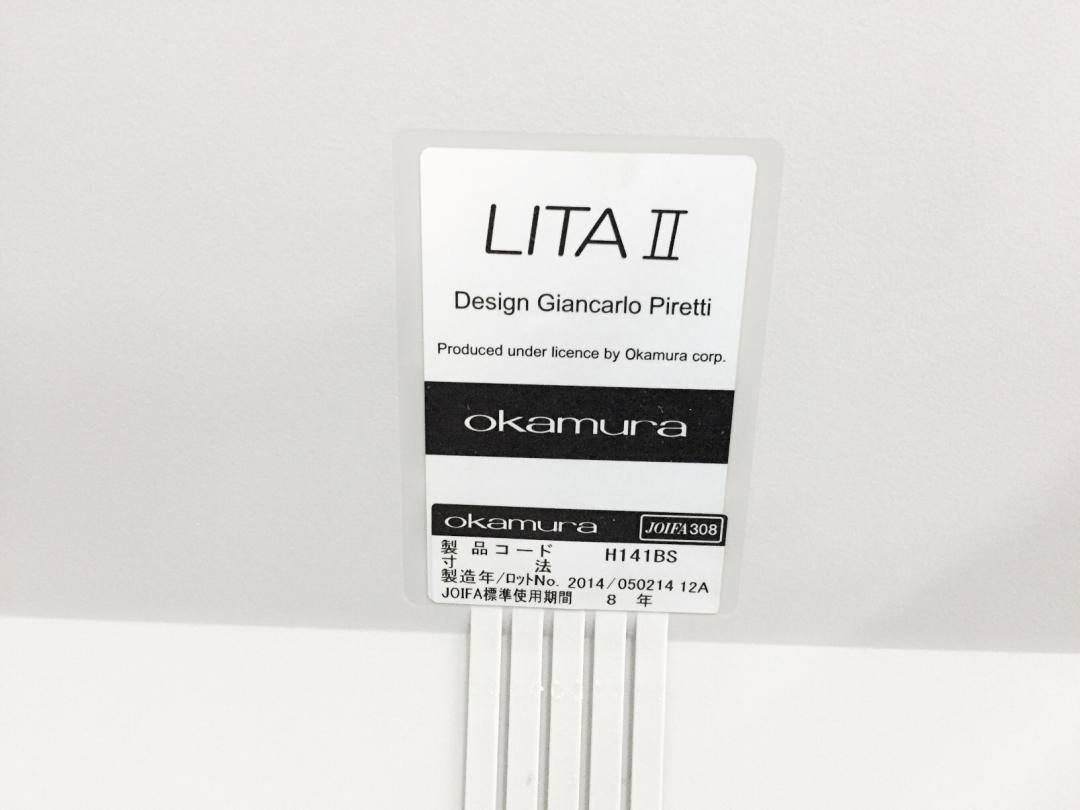 LITA Ⅱ
Design Giancarlo Piretti
Produced under licence by Okamura corp.
okamura
okamura JOIFA308
製品コード H141BS
寸法
製造年/ロットNo. 2014/050214 12A
JOIFA標準使用期間 8 年